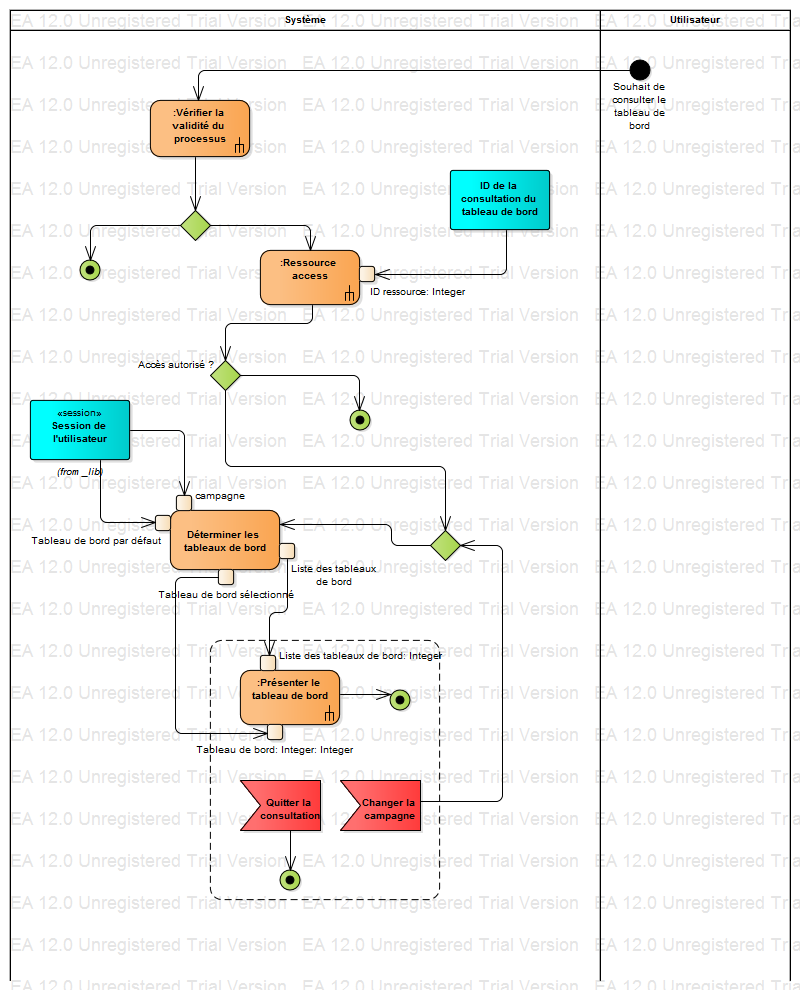 Système
Utilisateur
EA 12.0 Unregistered Trial Version
Souhait de
consulter le
tableau de
bord
:Vérifier la
validité du
processus
ID de la
consultation du
tableau de bord
:Ressource
access
ID ressource: Integer
Accès autorisé ?
«session»
Session de
l'utilisateur
(from _lib)
campagne
Tableau de bord par défaut
Déterminer les
tableaux de bord
Liste des tableaux
de bord
Tableau de bord sélectionné
Liste des tableaux de bord: Integer
:Présenter le
tableau de bord
Tableau de bord: Integer: Integer
Quitter la
consultation
Changer la
campagne